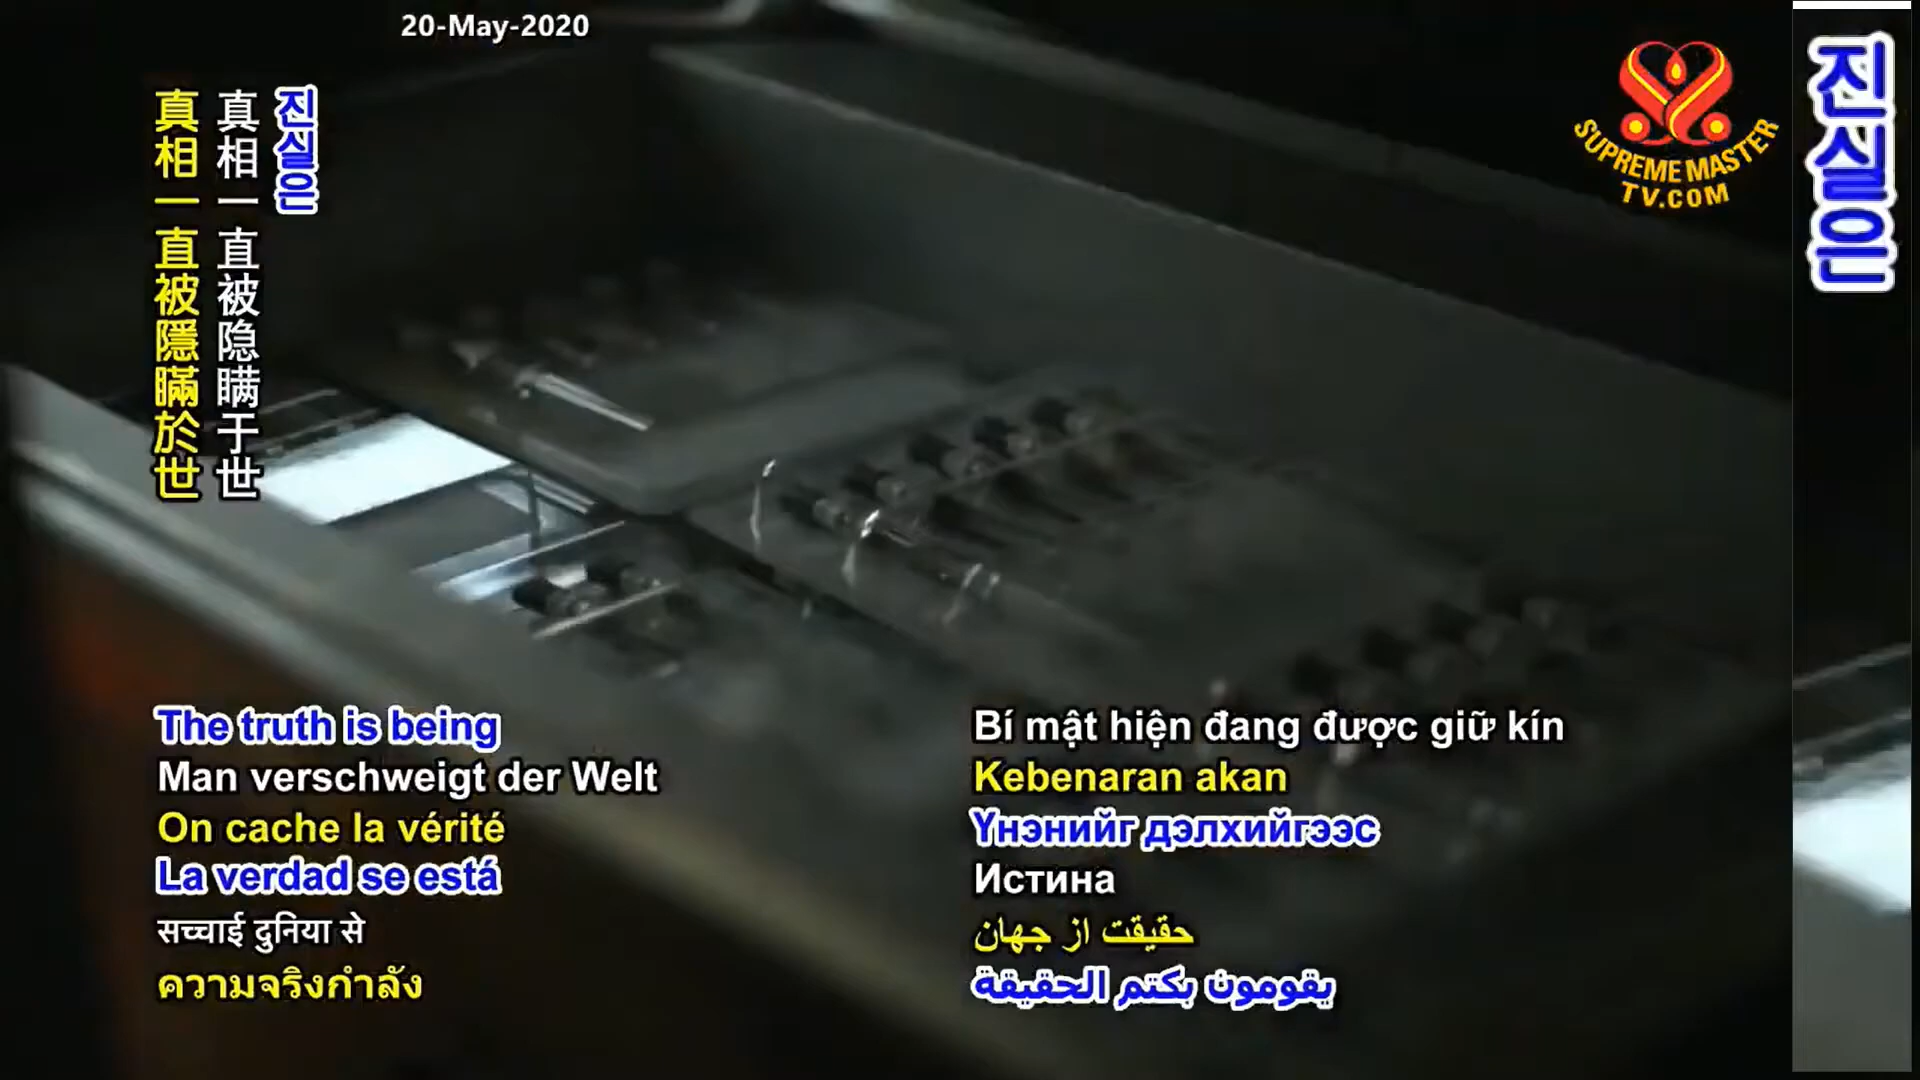 20-May-2020
진실은
真相一直被隐瞒于世
真相一直被隱瞞於世
SUPREME MASTER
TV.COM
진실은
The truth is being
Man verschweigt der Welt
On cache la vérité
La verdad se está
सच्चाई दुनिया से
ความจริงกำลัง
Bí mật hiện đang được giữ kín
Kebenaran akan
Үнэнийг дэлхийгээс
Истина
حقیقت از جهان
يقومون بكتم الحقيقة